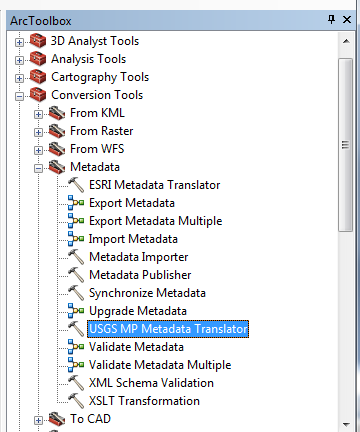 ArcToolbox
3D Analyst Tools
Analysis Tools
Cartography Tools
Conversion Tools
From KML
From Raster
From WFS
Metadata
ESRI Metadata Translator
Export Metadata
Export Metadata Multiple
Import Metadata
Metadata Importer
Metadata Publisher
Synchronize Metadata
Upgrade Metadata
USGS MP Metadata Translator
Validate Metadata
Validate Metadata Multiple
XML Schema Validation
XSLT Transformation
To CAD